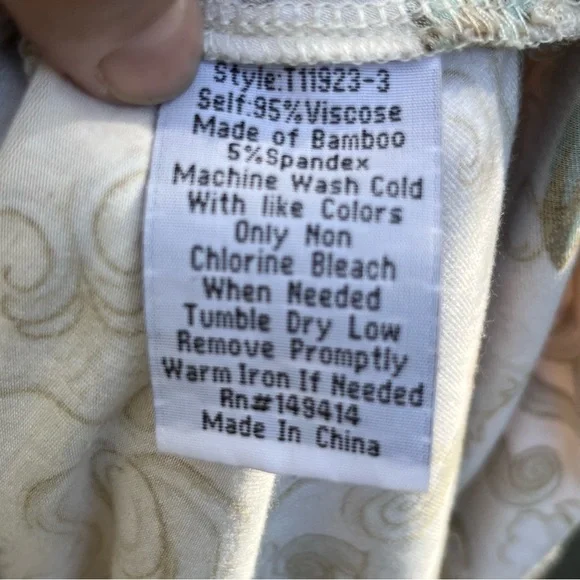 Style:T11923-3
Self:95%Viscose
Made of Bamboo
5%Spandex
Machine Wash Cold
With like Colors
Only Non
Chlorine Bleach
When Needed
Tumble Dry Low
Remove Promptly
Warm Iron If Needed
Rn#149414
Made In China